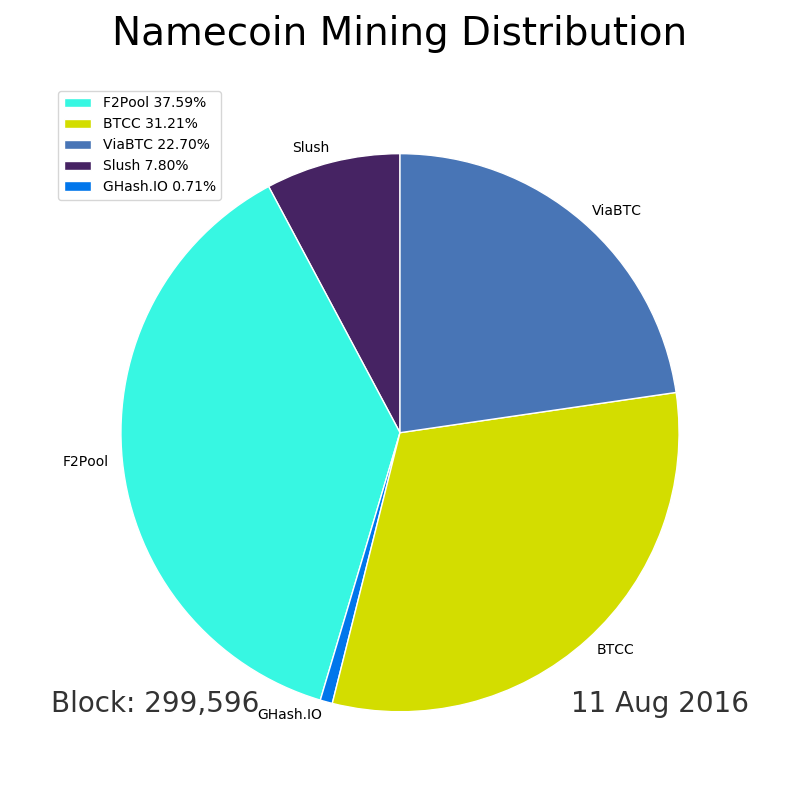 Namecoin Mining Distribution
F2Pool 37.59%
BTCC 31.21%
ViaBTC 22.70%
Slush 7.80%
GHash.IO 0.71%
Slush
ViaBTC
F2Pool
BTCC
GHash.IO
Block: 299,596
11 Aug 2016